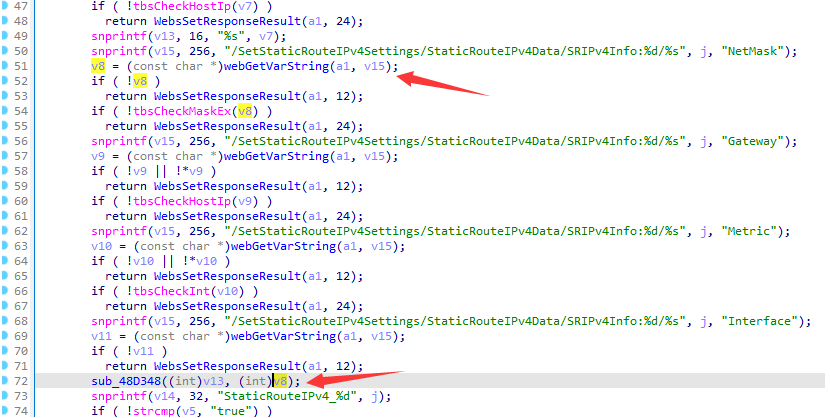 47 if ( !tbsCheckHostIp(v7) )
48 return WebsSetResponseResult(a1, 24);
49 snprintf(v13, 16, "%s", v7);
50 snprintf(v15, 256, "/SetStaticRouteIPv4Settings/StaticRouteIPv4Data/SRIPv4Info:%d/%s", j, "NetMask");
51 v8 = (const char *)webGetVarString(a1, v15);
52 if ( !v8 )
53 return WebsSetResponseResult(a1, 12);
54 if ( !tbsCheckMaskEx(v8) )
55 return WebsSetResponseResult(a1, 24);
56 snprintf(v15, 256, "/SetStaticRouteIPv4Settings/StaticRouteIPv4Data/SRIPv4Info:%d/%s", j, "Gateway");
57 v9 = (const char *)webGetVarString(a1, v15);
58 if ( !v9 || !*v9 )
59 return WebsSetResponseResult(a1, 12);
60 if ( !tbsCheckHostIp(v9) )
61 return WebsSetResponseResult(a1, 24);
62 snprintf(v15, 256, "/SetStaticRouteIPv4Settings/StaticRouteIPv4Data/SRIPv4Info:%d/%s", j, "Metric");
63 v10 = (const char *)webGetVarString(a1, v15);
64 if ( !v10 || !*v10 )
65 return WebsSetResponseResult(a1, 12);
66 if ( !tbsCheckInt(v10) )
67 return WebsSetResponseResult(a1, 24);
68 snprintf(v15, 256, "/SetStaticRouteIPv4Settings/StaticRouteIPv4Data/SRIPv4Info:%d/%s", j, "Interface");
69 v11 = (const char *)webGetVarString(a1, v15);
70 if ( !v11 )
71 return WebsSetResponseResult(a1, 12);
72 sub_48D348((int)v13, (int)v8);
73 snprintf(v14, 32, "StaticRouteIPv4_%d", j);
74 if ( !strcmp(v5, "true") )